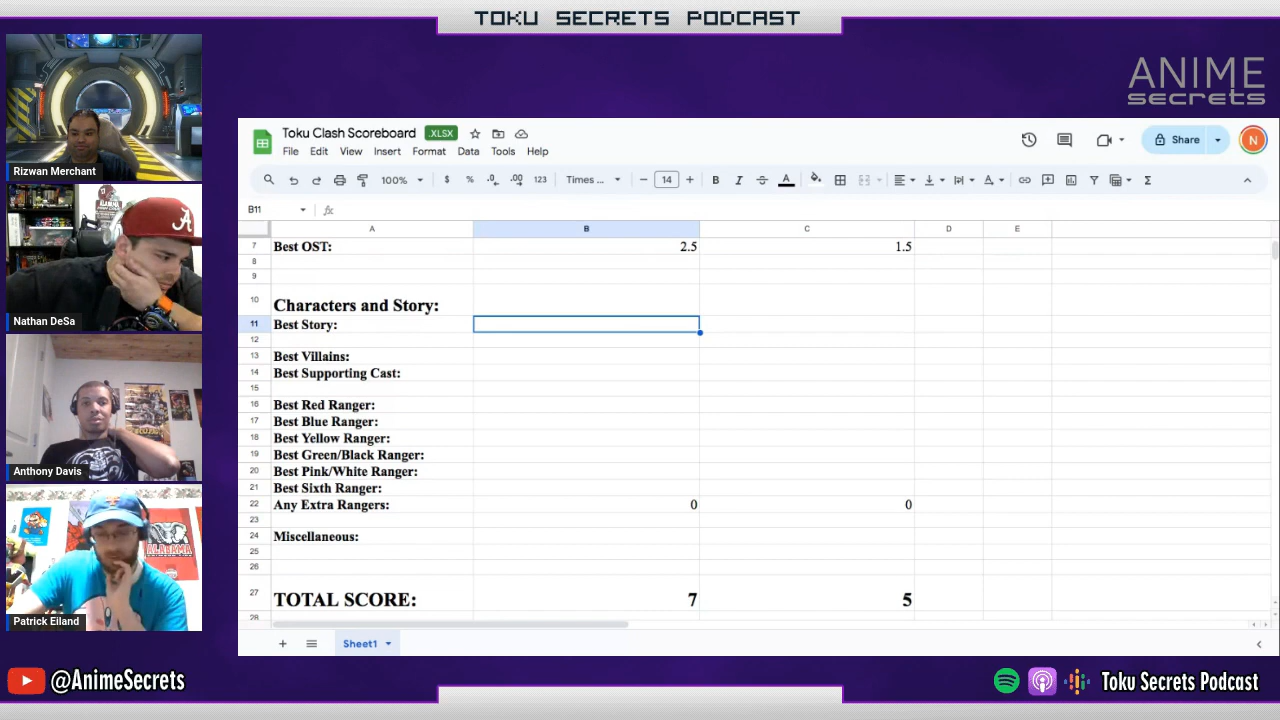 TOKU SECRETS PODCAST
ANIME
secrets
Rizwan Merchant
Nathan DeSa
Anthony Davis
Patrick Eiland
Toku Clash Scoreboard .XLSX
File Edit View Insert Format Data Tools Help
Share N
100% $ % .0 .00 123 Times ... 14 B I
B11 fx
A B C D E
7 Best OST: 2.5 1.5
8
9
10 Characters and Story:
11 Best Story:
12
13 Best Villains:
14 Best Supporting Cast:
15
16 Best Red Ranger:
17 Best Blue Ranger:
18 Best Yellow Ranger:
19 Best Green/Black Ranger:
20 Best Pink/White Ranger:
21 Best Sixth Ranger:
22 Any Extra Rangers: 0 0
23
24 Miscellaneous:
25
26
27 TOTAL SCORE: 7 5
28
Sheet1
@AnimeSecrets
Toku Secrets Podcast